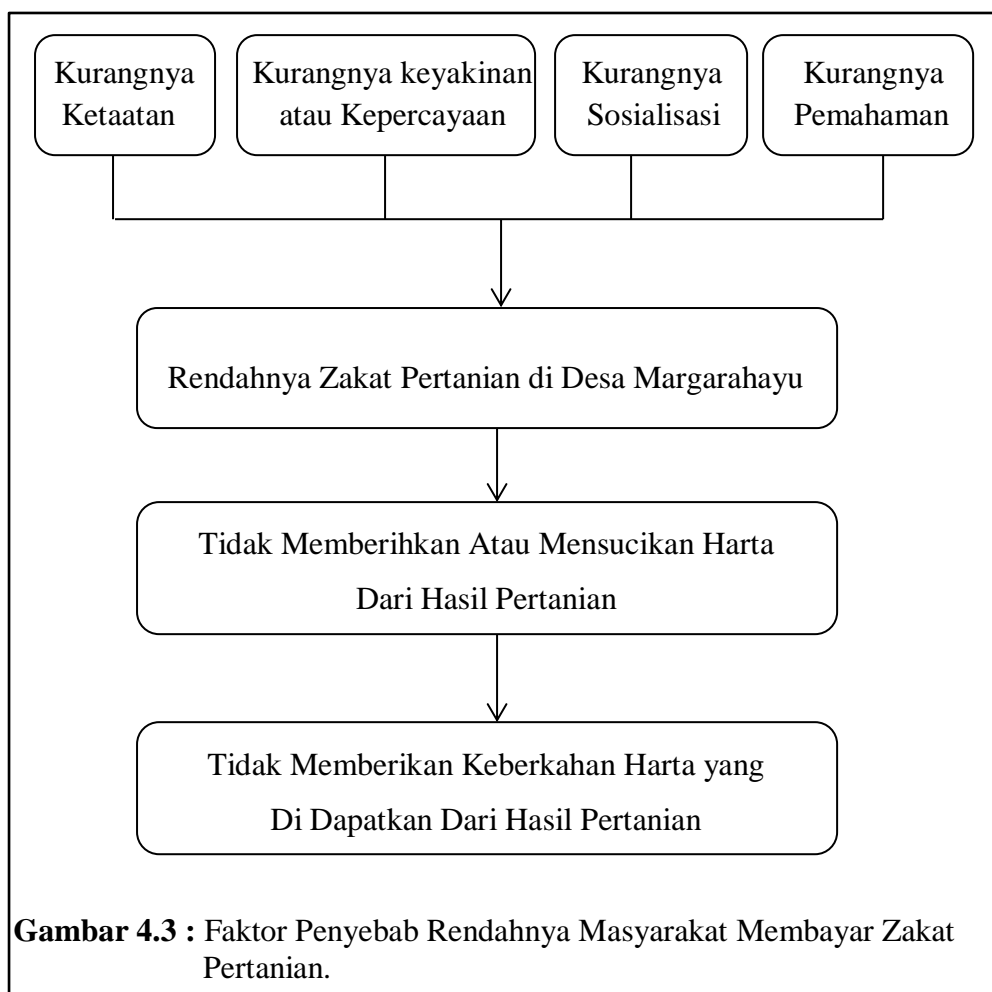 Kurangnya
Ketaatan
Kurangnya keyakinan
atau Kepercayaan
Kurangnya
Sosialisasi
Kurangnya
Pemahaman
Rendahnya Zakat Pertanian di Desa Margarahayu
Tidak Memberihkan Atau Mensucikan Harta
Dari Hasil Pertanian
Tidak Memberikan Keberkahan Harta yang
Di Dapatkan Dari Hasil Pertanian
Gambar 4.3 : Faktor Penyebab Rendahnya Masyarakat Membayar Zakat
Pertanian.